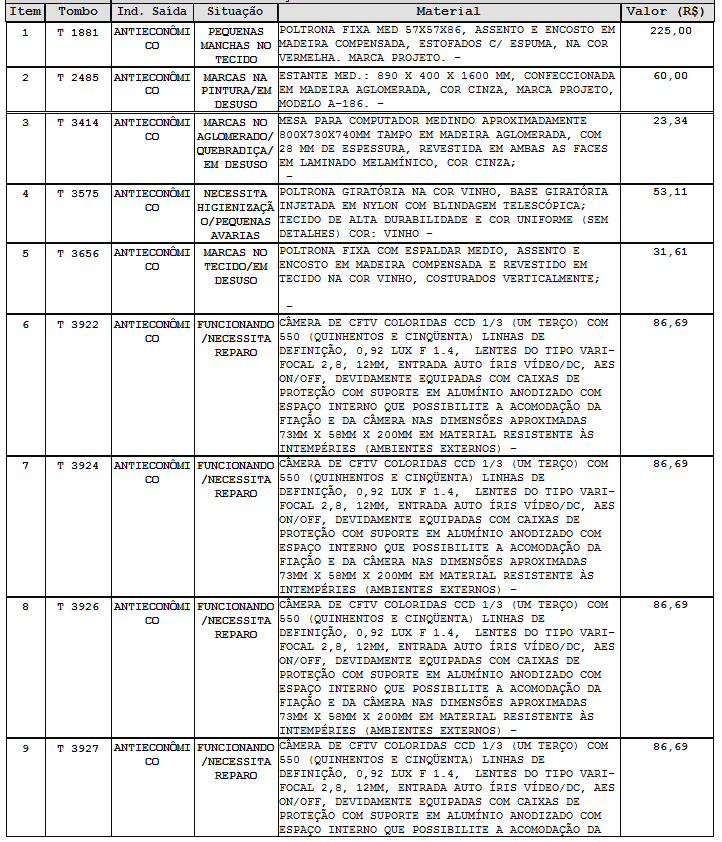 Item Tombo Ind. Saída Situação Material Valor (R$)
1 T 1881 ANTIECONÔMI PEQUENAS POLTRONA FIXA MED 57X57X86, ASSENTO E ENCOSTO EM 225,00
CO MANCHAS NO MADEIRA COMPENSADA, ESTOFADOS C/ ESPUMA, NA COR
TECIDO VERMELHA. MARCA PROJETO. –
2 T 2485 ANTIECONÔMI MARCAS NA ESTANTE MED.: 890 X 400 X 1600 MM, CONFECCIONADA 60,00
CO PINTURA/EM EM MADEIRA AGLOMERADA, COR CINZA, MARCA PROJETO,
DESUSO MODELO A-186. –
3 T 3414 ANTIECONÔMI MARCAS NO MESA PARA COMPUTADOR MEDINDO APROXIMADAMENTE 23,34
CO AGLOMERADO/ 800X730X740MM TAMPO EM MADEIRA AGLOMERADA, COM
QUEBRADIÇA/ 28 MM DE ESPESSURA, REVESTIDA EM AMBAS AS FACES
EM DESUSO EM LAMINADO MELAMÍNICO, COR CINZA;
–
4 T 3575 ANTIECONÔMI NECESSITA POLTRONA GIRATÓRIA NA COR VINHO, BASE GIRATÓRIA 53,11
CO HIGIENIZAÇÃ INJETADA EM NYLON COM BLINDAGEM TELESCÓPICA;
O/PEQUENAS TECIDO DE ALTA DURABILIDADE E COR UNIFORME (SEM
AVARIAS DETALHES) COR: VINHO –
5 T 3656 ANTIECONÔMI MARCAS NO POLTRONA FIXA COM ESPALDAR MEDIO, ASSENTO E 31,61
CO TECIDO/EM ENCOSTO EM MADEIRA COMPENSADA E REVESTIDO EM
DESUSO TECIDO NA COR VINHO, COSTURADOS VERTICALMENTE;
–
6 T 3922 ANTIECONÔMI FUNCIONANDO CÂMERA DE CFTV COLORIDAS CCD 1/3 (UM TERÇO) COM 86,69
CO /NECESSITA 550 (QUINHENTOS E CINQÜENTA) LINHAS DE
REPARO DEFINIÇÃO, 0,92 LUX F 1.4, LENTES DO TIPO VARI-
FOCAL 2,8, 12MM, ENTRADA AUTO ÍRIS VÍDEO/DC, AES
ON/OFF, DEVIDAMENTE EQUIPADAS COM CAIXAS DE
PROTEÇÃO COM SUPORTE EM ALUMÍNIO ANODIZADO COM
ESPAÇO INTERNO QUE POSSIBILITE A ACOMODAÇÃO DA
FIAÇÃO E DA CÂMERA NAS DIMENSÕES APROXIMADAS
73MM X 58MM X 200MM EM MATERIAL RESISTENTE ÀS
INTEMPÉRIES (AMBIENTES EXTERNOS) –
7 T 3924 ANTIECONÔMI FUNCIONANDO CÂMERA DE CFTV COLORIDAS CCD 1/3 (UM TERÇO) COM 86,69
CO /NECESSITA 550 (QUINHENTOS E CINQÜENTA) LINHAS DE
REPARO DEFINIÇÃO, 0,92 LUX F 1.4, LENTES DO TIPO VARI-
FOCAL 2,8, 12MM, ENTRADA AUTO ÍRIS VÍDEO/DC, AES
ON/OFF, DEVIDAMENTE EQUIPADAS COM CAIXAS DE
PROTEÇÃO COM SUPORTE EM ALUMÍNIO ANODIZADO COM
ESPAÇO INTERNO QUE POSSIBILITE A ACOMODAÇÃO DA
FIAÇÃO E DA CÂMERA NAS DIMENSÕES APROXIMADAS
73MM X 58MM X 200MM EM MATERIAL RESISTENTE ÀS
INTEMPÉRIES (AMBIENTES EXTERNOS) –
8 T 3926 ANTIECONÔMI FUNCIONANDO CÂMERA DE CFTV COLORIDAS CCD 1/3 (UM TERÇO) COM 86,69
CO /NECESSITA 550 (QUINHENTOS E CINQÜENTA) LINHAS DE
REPARO DEFINIÇÃO, 0,92 LUX F 1.4, LENTES DO TIPO VARI-
FOCAL 2,8, 12MM, ENTRADA AUTO ÍRIS VÍDEO/DC, AES
ON/OFF, DEVIDAMENTE EQUIPADAS COM CAIXAS DE
PROTEÇÃO COM SUPORTE EM ALUMÍNIO ANODIZADO COM
ESPAÇO INTERNO QUE POSSIBILITE A ACOMODAÇÃO DA
FIAÇÃO E DA CÂMERA NAS DIMENSÕES APROXIMADAS
73MM X 58MM X 200MM EM MATERIAL RESISTENTE ÀS
INTEMPÉRIES (AMBIENTES EXTERNOS) –
9 T 3927 ANTIECONÔMI FUNCIONANDO CÂMERA DE CFTV COLORIDAS CCD 1/3 (UM TERÇO) COM 86,69
CO /NECESSITA 550 (QUINHENTOS E CINQÜENTA) LINHAS DE
REPARO DEFINIÇÃO, 0,92 LUX F 1.4, LENTES DO TIPO VARI-
FOCAL 2,8, 12MM, ENTRADA AUTO ÍRIS VÍDEO/DC, AES
ON/OFF, DEVIDAMENTE EQUIPADAS COM CAIXAS DE
PROTEÇÃO COM SUPORTE EM ALUMÍNIO ANODIZADO COM
ESPAÇO INTERNO QUE POSSIBILITE A ACOMODAÇÃO DA